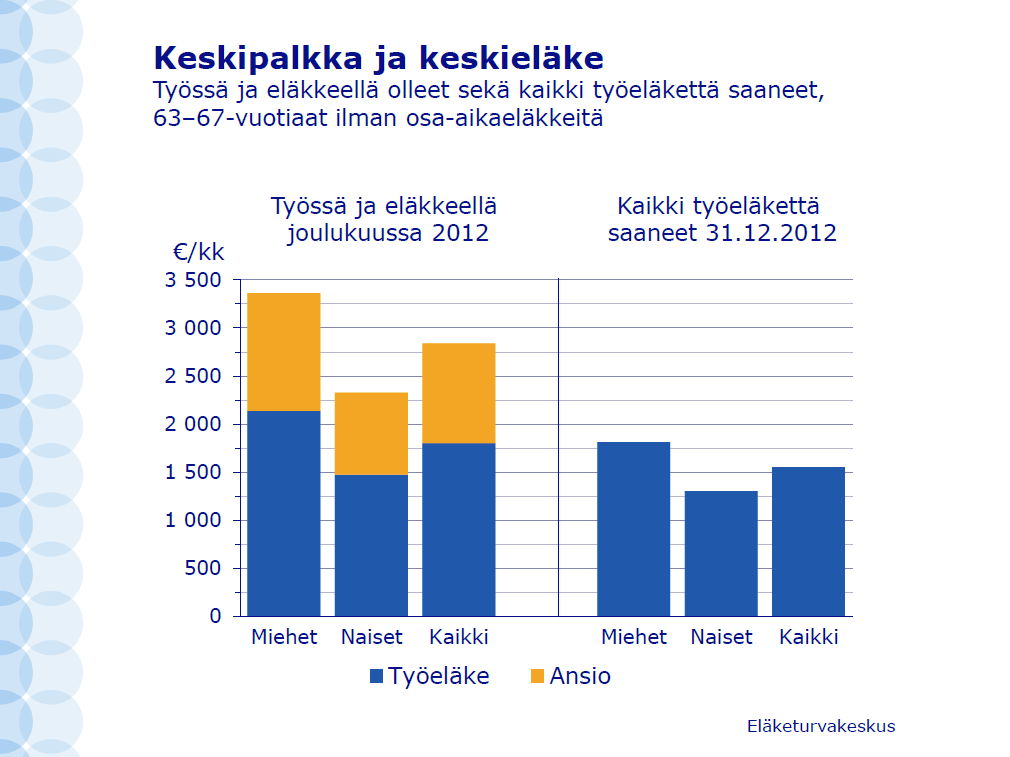 Keskipalkka ja keskieläke
Työssä ja eläkkeellä olleet sekä kaikki työeläkettä saaneet,
63–67-vuotiaat ilman osa-aikaeläkkeitä
Työssä ja eläkkeellä
joulukuussa 2012
Kaikki työeläkettä
saaneet 31.12.2012
€/kk
3 500
3 000
2 500
2 000
1 500
1 000
500
0
Miehet Naiset Kaikki Miehet Naiset Kaikki
Työeläke Ansio
Eläketurvakeskus